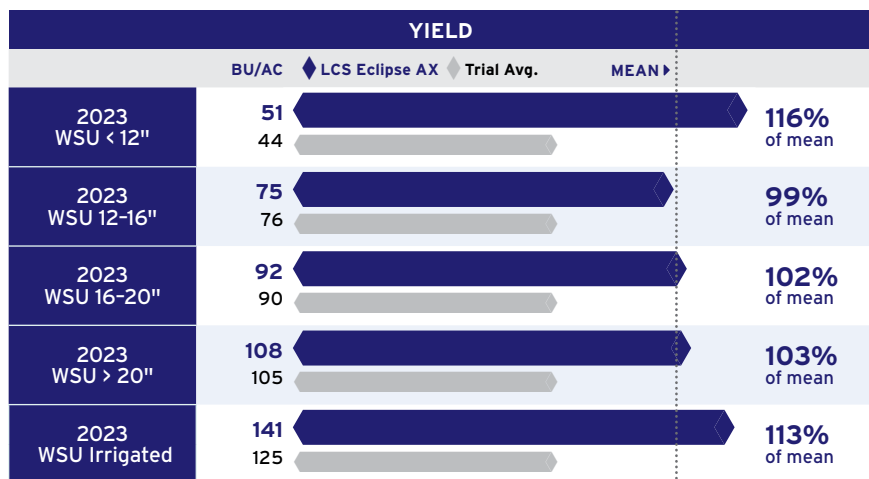 YIELD
BU/AC LCS Eclipse AX Trial Avg. MEAN
2023
WSU < 12"
51
44
116%
of mean
2023
WSU 12-16"
75
76
99%
of mean
2023
WSU 16-20"
92
90
102%
of mean
2023
WSU > 20"
108
105
103%
of mean
2023
WSU Irrigated
141
125
113%
of mean